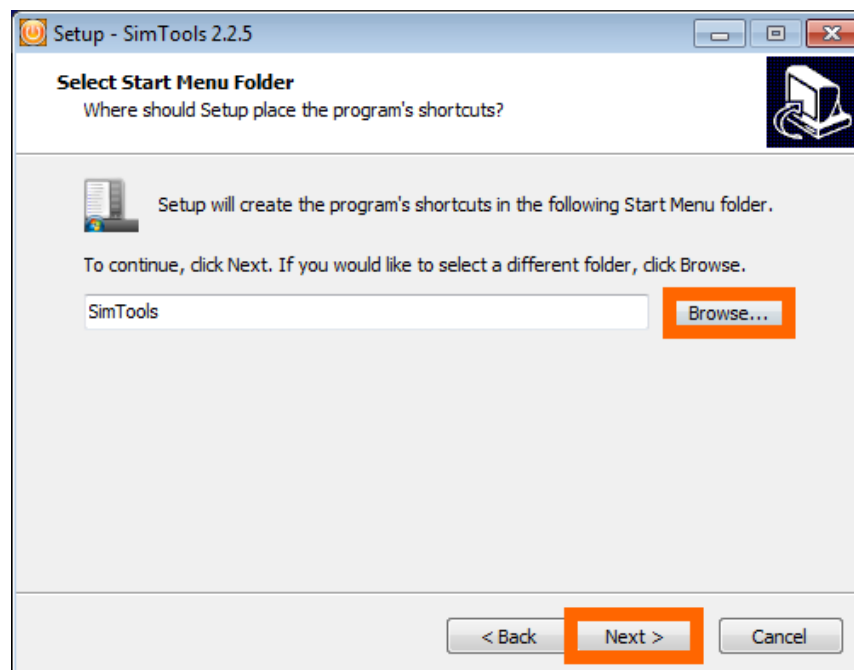 Setup - SimTools 2.2.5
Select Start Menu Folder
Where should Setup place the program's shortcuts?
Setup will create the program's shortcuts in the following Start Menu folder.
To continue, click Next. If you would like to select a different folder, click Browse.
SimTools
Browse...
< Back
Next >
Cancel